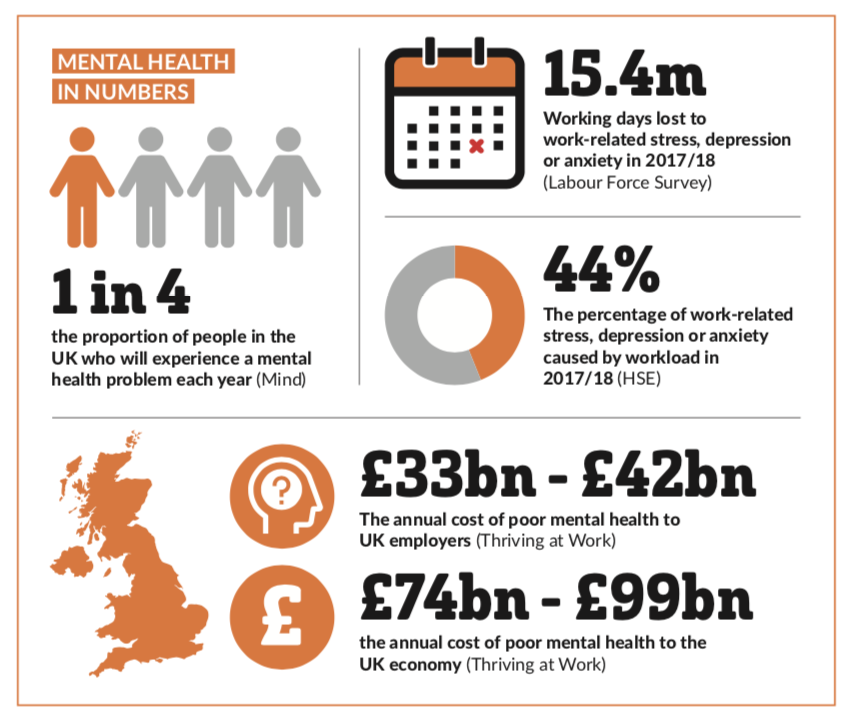 MENTAL HEALTH
IN NUMBERS
1 in 4
the proportion of people in the
UK who will experience a mental
health problem each year (Mind)
15.4m
Working days lost to
work-related stress, depression
or anxiety in 2017/18
(Labour Force Survey)
44%
The percentage of work-related
stress, depression or anxiety
caused by workload in
2017/18 (HSE)
?
£33bn - £42bn
The annual cost of poor mental health to
UK employers (Thriving at Work)
£
£74bn - £99bn
the annual cost of poor mental health to the
UK economy (Thriving at Work)